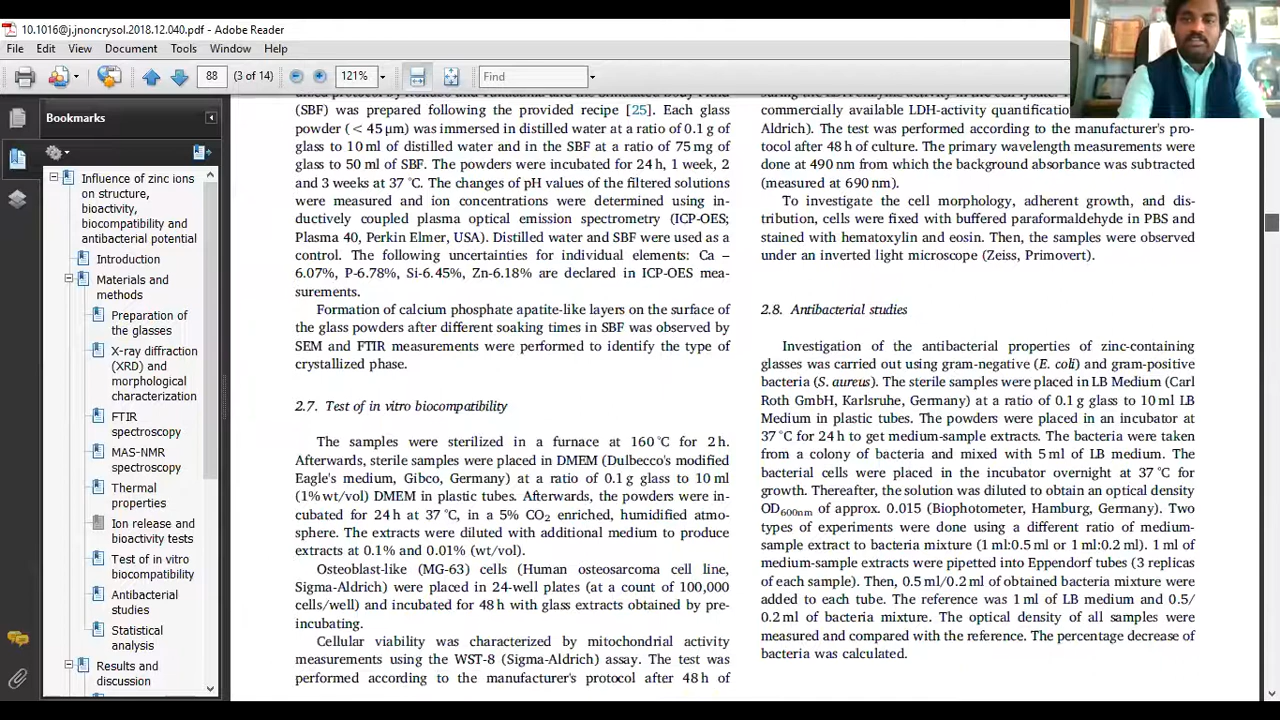 10.1016@j.jnoncrysol.2018.12.040.pdf - Adobe Reader
File Edit View Document Tools Window Help
88 (3 of 14) 121% Find
Bookmarks
Influence of zinc ions
on structure,
bioactivity,
biocompatibility and
antibacterial potential
Introduction
Materials and
methods
Preparation of
the glasses
X-ray diffraction
(XRD) and
morphological
characterization
FTIR
spectroscopy
MAS-NMR
spectroscopy
Thermal
properties
Ion release and
bioactivity tests
Test of in vitro
biocompatibility
Antibacterial
studies
Statistical
analysis
Results and
discussion
(SBF) was prepared following the provided recipe [25]. Each glass
powder (< 45 μm) was immersed in distilled water at a ratio of 0.1 g of
glass to 10 ml of distilled water and in the SBF at a ratio of 75 mg of
glass to 50 ml of SBF. The powders were incubated for 24 h, 1 week, 2
and 3 weeks at 37 °C. The changes of pH values of the filtered solutions
were measured and ion concentrations were determined using in-
ductively coupled plasma optical emission spectrometry (ICP-OES;
Plasma 40, Perkin Elmer, USA). Distilled water and SBF were used as a
control. The following uncertainties for individual elements: Ca –
6.07%, P-6.78%, Si-6.45%, Zn-6.18% are declared in ICP-OES mea-
surements.
Formation of calcium phosphate apatite-like layers on the surface of
the glass powders after different soaking times in SBF was observed by
SEM and FTIR measurements were performed to identify the type of
crystallized phase.
2.7. Test of in vitro biocompatibility
The samples were sterilized in a furnace at 160 °C for 2 h.
Afterwards, sterile samples were placed in DMEM (Dulbecco's modified
Eagle's medium, Gibco, Germany) at a ratio of 0.1 g glass to 10 ml
(1% wt/vol) DMEM in plastic tubes. Afterwards, the powders were in-
cubated for 24 h at 37 °C, in a 5% CO2 enriched, humidified atmo-
sphere. The extracts were diluted with additional medium to produce
extracts at 0.1% and 0.01% (wt/vol).
Osteoblast-like (MG-63) cells (Human osteosarcoma cell line,
Sigma-Aldrich) were placed in 24-well plates (at a count of 100,000
cells/well) and incubated for 48 h with glass extracts obtained by pre-
incubating.
Cellular viability was characterized by mitochondrial activity
measurements using the WST-8 (Sigma-Aldrich) assay. The test was
performed according to the manufacturer's protocol after 48 h of
commercially available LDH-activity quantification
Aldrich). The test was performed according to the manufacturer's pro-
tocol after 48 h of culture. The primary wavelength measurements were
done at 490 nm from which the background absorbance was subtracted
(measured at 690 nm).
To investigate the cell morphology, adherent growth, and dis-
tribution, cells were fixed with buffered paraformaldehyde in PBS and
stained with hematoxylin and eosin. Then, the samples were observed
under an inverted light microscope (Zeiss, Primovert).
2.8. Antibacterial studies
Investigation of the antibacterial properties of zinc-containing
glasses was carried out using gram-negative (E. coli) and gram-positive
bacteria (S. aureus). The sterile samples were placed in LB Medium (Carl
Roth GmbH, Karlsruhe, Germany) at a ratio of 0.1 g glass to 10 ml LB
Medium in plastic tubes. The powders were placed in an incubator at
37 °C for 24 h to get medium-sample extracts. The bacteria were taken
from a colony of bacteria and mixed with 5 ml of LB medium. The
bacterial cells were placed in the incubator overnight at 37 °C for
growth. Thereafter, the solution was diluted to obtain an optical density
OD600nm of approx. 0.015 (Biophotometer, Hamburg, Germany). Two
types of experiments were done using a different ratio of medium-
sample extract to bacteria mixture (1 ml:0.5 ml or 1 ml:0.2 ml). 1 ml of
medium-sample extracts were pipetted into Eppendorf tubes (3 replicas
of each sample). Then, 0.5 ml/0.2 ml of obtained bacteria mixture were
added to each tube. The reference was 1 ml of LB medium and 0.5/
0.2 ml of bacteria mixture. The optical density of all samples were
measured and compared with the reference. The percentage decrease of
bacteria was calculated.